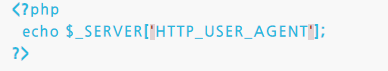 <?php
echo $_SERVER['HTTP_USER_AGENT'];
?>